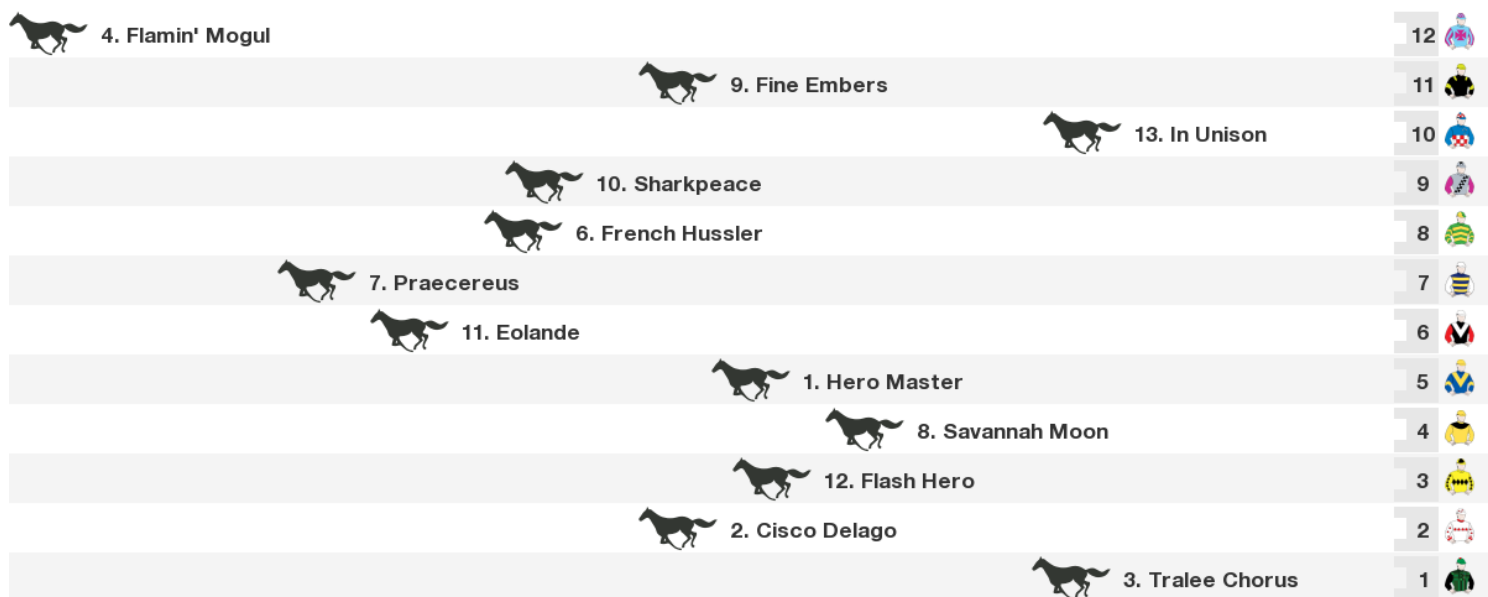 4. Flamin' Mogul 12
9. Fine Embers 11
13. In Unison 10
10. Sharkpeace 9
6. French Hussler 8
7. Praecereus 7
11. Eolande 6
1. Hero Master 5
8. Savannah Moon 4
12. Flash Hero 3
2. Cisco Delago 2
3. Tralee Chorus 1